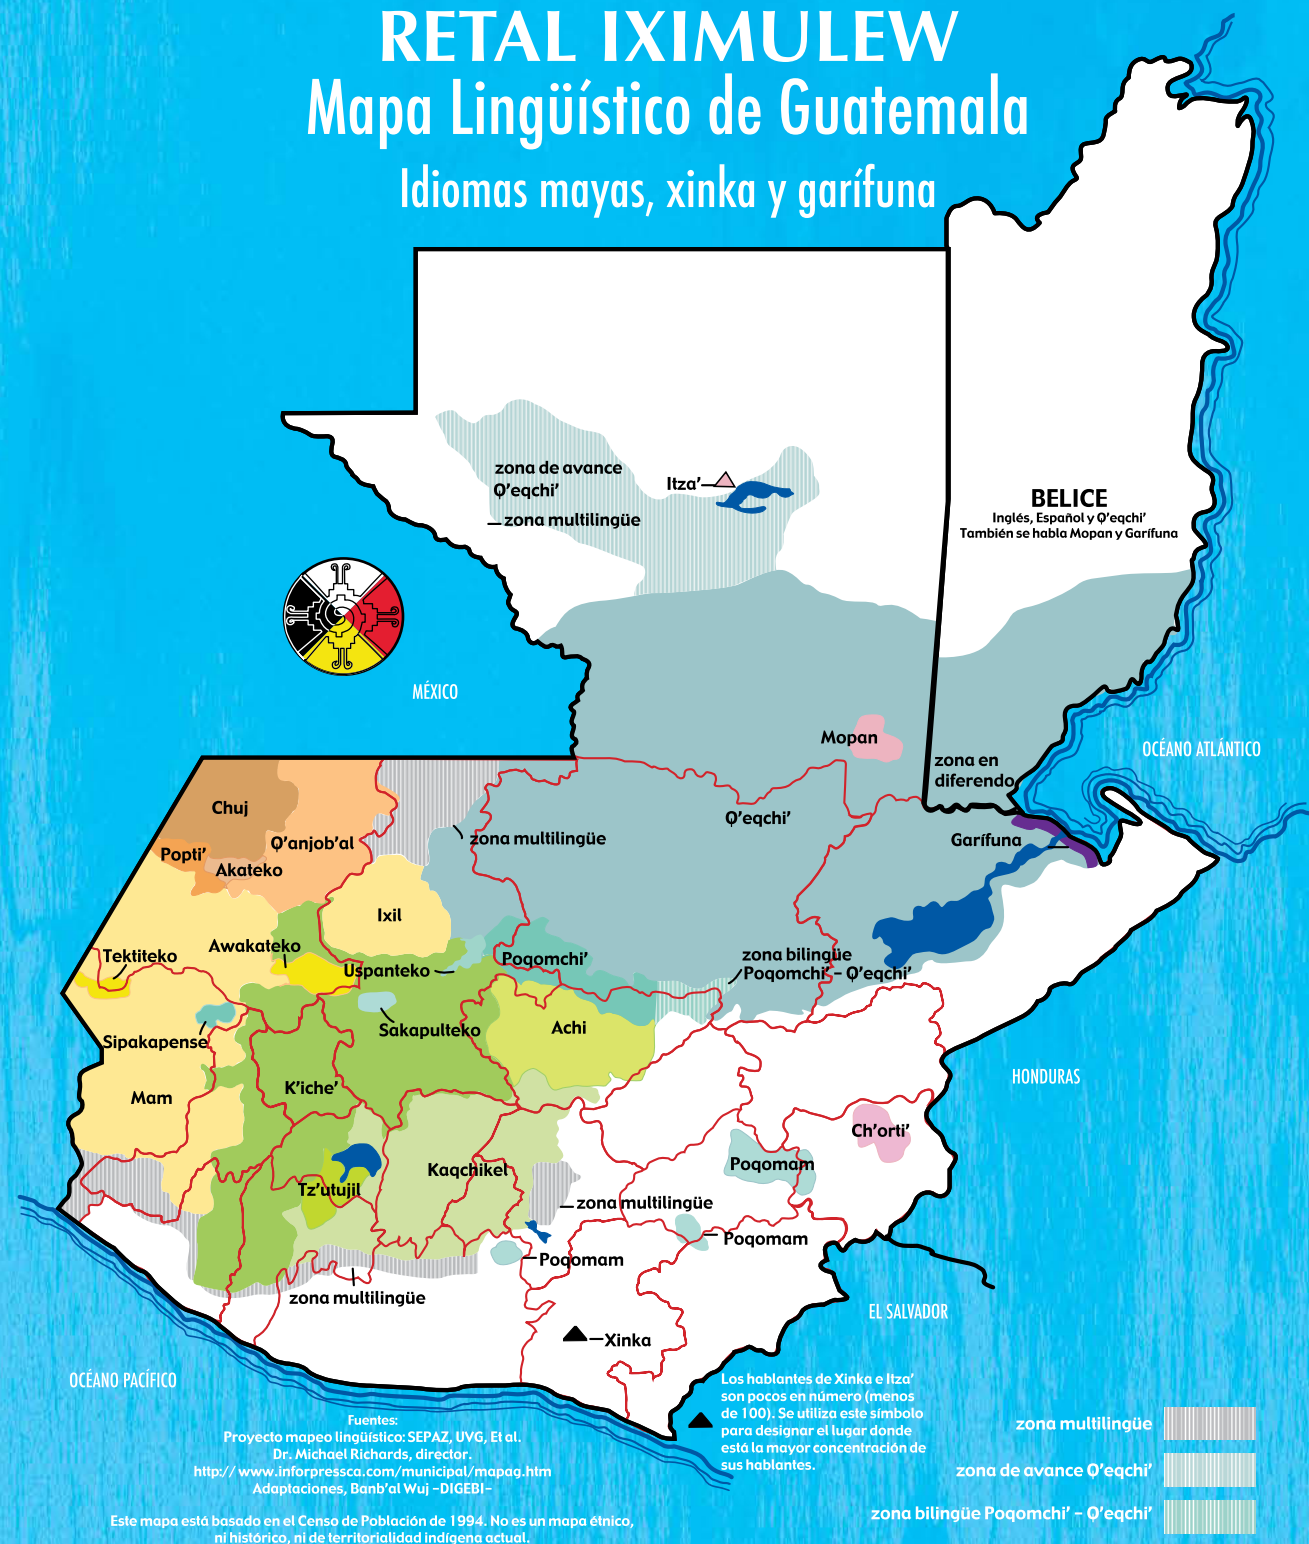 RETAL IXIMULEW
Mapa Lingüístico de Guatemala
Idiomas mayas, xinka y garífuna
zona de avance
Q'eqchi'
zona multilingüe
Itza'
BELICE
Inglés, Español y Q'eqchi'
También se habla Mopan y Garífuna
MÉXICO
Mopan
zona en
diferendo
OCÉANO ATLÁNTICO
Chuj
Q'anjob'al
Popti'
Akateko
zona multilingüe
Q'eqchi'
Garífuna
Ixil
Awakateko
Tektiteko
Uspanteko
Poqomchi'
zona bilingüe
Poqomchi' - Q'eqchi'
Sipakapense
Sakapulteko
Achi
Mam
K'iche'
HONDURAS
Ch'orti'
Kaqchikel
Poqomam
Tz'utujil
zona multilingüe
Poqomam
Poqomam
zona multilingüe
EL SALVADOR
Xinka
OCÉANO PACÍFICO
Los hablantes de Xinka e Itza'
son pocos en número (menos
de 100). Se utiliza este símbolo
para designar el lugar donde
está la mayor concentración de
sus hablantes.
Fuentes:
Proyecto mapeo lingüístico: SEPAZ, UVG, Et al.
Dr. Michael Richards, director.
http:// www.inforpressca.com/municipal/mapag.htm
Adaptaciones, Banb'al Wuj -DIGEBI-
Este mapa está basado en el Censo de Población de 1994. No es un mapa étnico,
ni histórico, ni de territorialidad indígena actual.
zona multilingüe
zona de avance Q'eqchi'
zona bilingüe Poqomchi' - Q'eqchi'